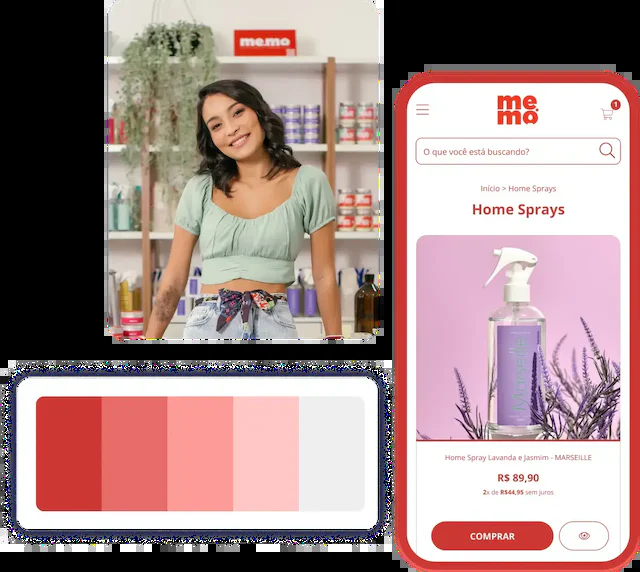 me.mo
me
mo
1
O que você está buscando?
Início > Home Sprays
Home Sprays
Marseille
Home Spray Lavanda e Jasmim - MARSEILLE
R$ 89,90
2x de R$44,95 sem juros
COMPRAR